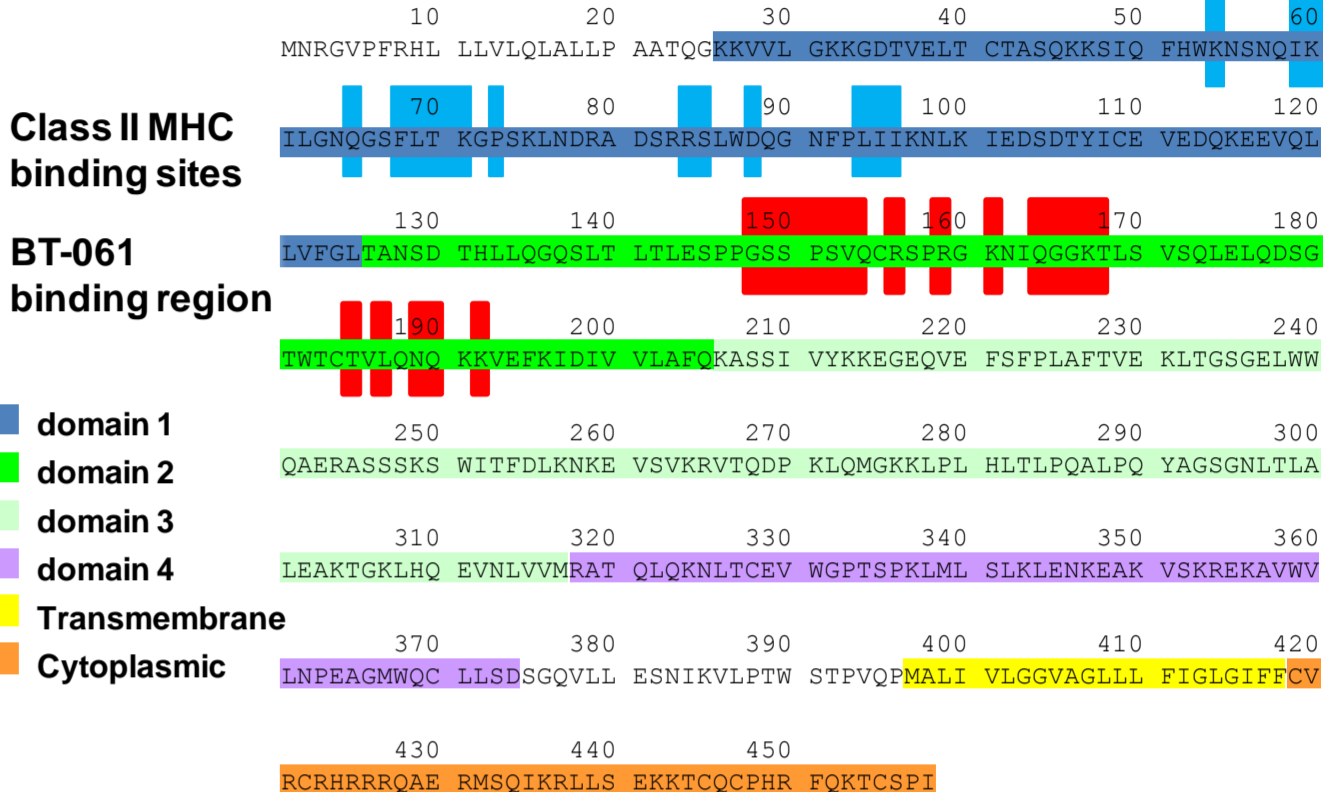 10 20 30 40 50 60
MNRGVPFRHL LLVLQLALLP AATQGKKVVL GKKGDTVELT CTASQKKSIQ FHWKNSNQIK
70 80 90 100 110 120
ILGNQGSFLT KGPSKLNDRA DSRRSLWDQG NFPLIIKNLK IEDSDTYICE VEDQKEEVQL
Class II MHC
binding sites
130 140 150 160 170 180
LVFGLTANSD THLLQGQSLT LTLESPPGSS PSVQCRSPRG KNIQGGKTLS VSQLELQDSG
BT-061
binding region
190 200 210 220 230 240
TWTCTVLQNQ KKVEFKIDIV VLAFQKASSI VYKKEGEQVE FSFPLAFTVE KLTGSGELWW
250 260 270 280 290 300
QAERASSSKS WITFDLKNKE VSVKRVTQDP KLQMGKKLPL HLTLPQALPQ YAGSGNLTLA
310 320 330 340 350 360
LEAKTGKLHQ EVNLVVMRAT QLQKNLTCEV WGPTSPKLML SLKLENKEAK VSKREKAVWV
370 380 390 400 410 420
LNPEAGMWQC LLSDSGQVLL ESNIKVLPTW STPVQPMALI VLGGVAGLLL FIGLGIFFCV
430 440 450
RCRHRRRQAE RMSQIKRLLS EKKTCQCPHR FQKTCSPI
domain 1
domain 2
domain 3
domain 4
Transmembrane
Cytoplasmic